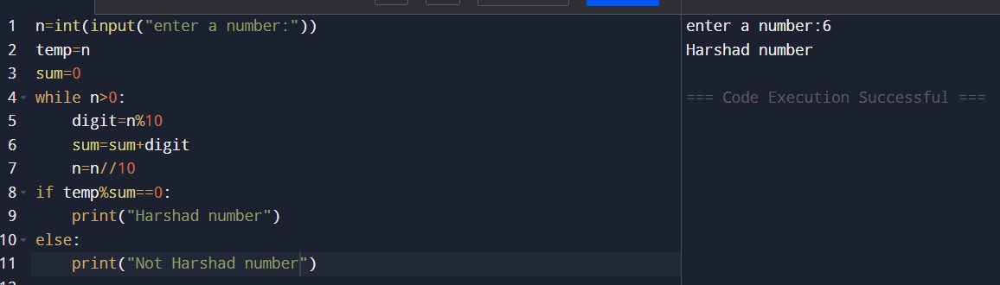 1 n=int(input("enter a number:"))
2 temp=n
3 sum=0
4 while n>0:
5     digit=n%10
6     sum=sum+digit
7     n=n//10
8 if temp%sum==0:
9     print("Harshad number")
10 else:
11     print("Not Harshad number")
enter a number:6
Harshad number
=== Code Execution Successful ===